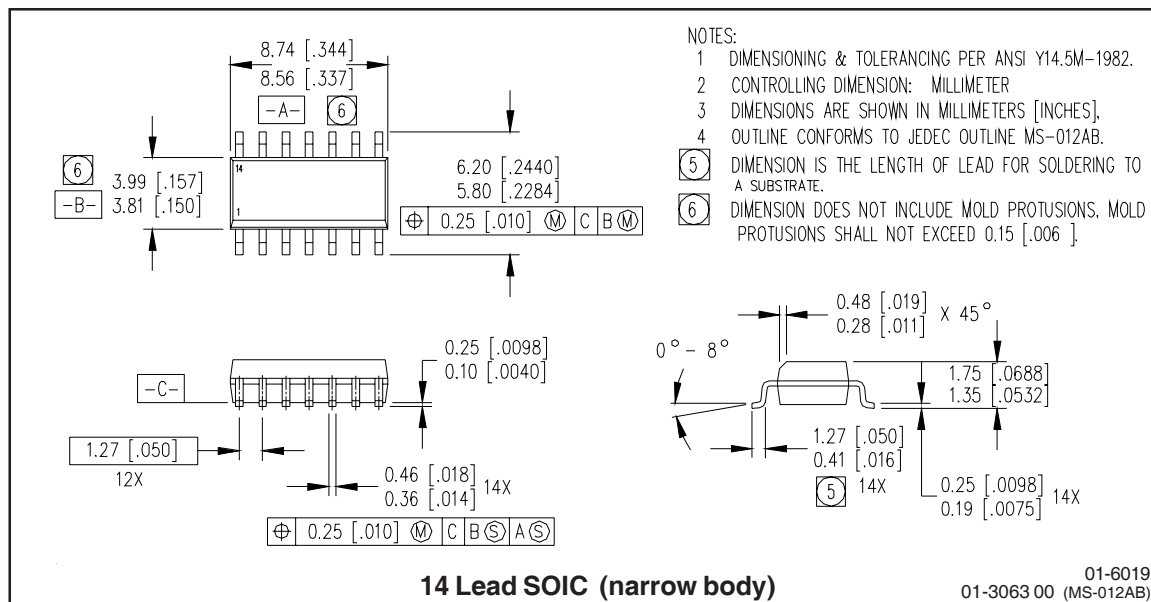 8.74 [.344]
8.56 [.337]
-A- 6
14
1
6
-B-
3.99 [.157]
3.81 [.150]
6.20 [.2440]
5.80 [.2284]
⌖ 0.25 [.010] Ⓜ C B Ⓜ
NOTES:
1 DIMENSIONING & TOLERANCING PER ANSI Y14.5M-1982.
2 CONTROLLING DIMENSION: MILLIMETER
3 DIMENSIONS ARE SHOWN IN MILLIMETERS [INCHES].
4 OUTLINE CONFORMS TO JEDEC OUTLINE MS-012AB.
5 DIMENSION IS THE LENGTH OF LEAD FOR SOLDERING TO
A SUBSTRATE.
6 DIMENSION DOES NOT INCLUDE MOLD PROTUSIONS, MOLD
PROTUSIONS SHALL NOT EXCEED 0.15 [.006 ].
-C-
0.25 [.0098]
0.10 [.0040]
1.27 [.050]
12X
0.46 [.018]
0.36 [.014] 14X
⌖ 0.25 [.010] Ⓜ C B Ⓢ A Ⓢ
0.48 [.019]
0.28 [.011] X 45°
0° - 8°
1.75 [.0688]
1.35 [.0532]
1.27 [.050]
0.41 [.016]
5 14X
0.25 [.0098]
0.19 [.0075] 14X
14 Lead SOIC (narrow body)
01-6019
01-3063 00 (MS-012AB)